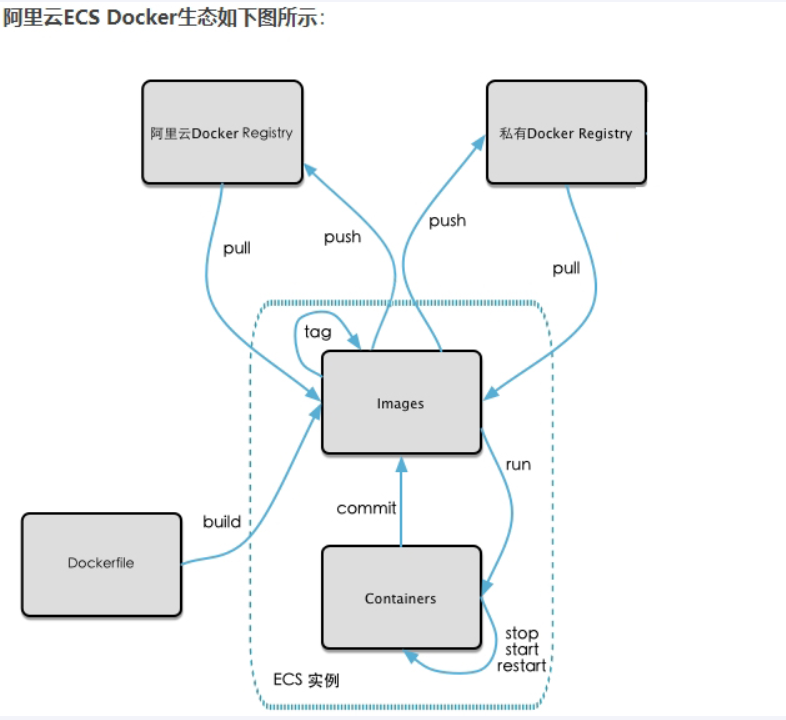 阿里云ECS Docker生态如下图所示：
阿里云Docker Registry
私有Docker Registry
pull
push
push
pull
tag
Images
run
commit
build
Dockerfile
Containers
stop
start
restart
ECS 实例